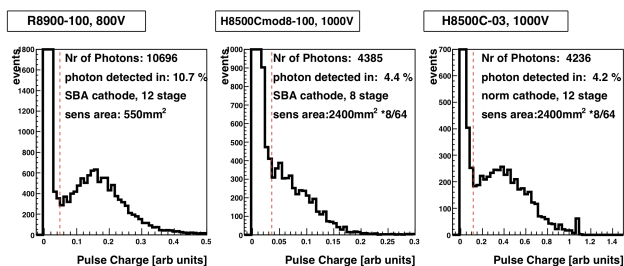 R8900-100, 800V
H8500Cmod8-100, 1000V
H8500C-03, 1000V
events
1800
1600
1400
1200
1000
800
600
400
200
0
Nr of Photons: 10696
photon detected in: 10.7 %
SBA cathode, 12 stage
sens area: 550mm²
0 0.1 0.2 0.3 0.4 0.5
Pulse Charge [arb units]
events
1000
900
800
700
600
500
400
300
200
100
0
Nr of Photons: 4385
photon detected in: 4.4 %
SBA cathode, 8 stage
sens area:2400mm² *8/64
0 0.05 0.1 0.15 0.2 0.25 0.3
Pulse Charge [arb units]
events
700
600
500
400
300
200
100
0
Nr of Photons: 4236
photon detected in: 4.2 %
norm cathode, 12 stage
sens area:2400mm² *8/64
0 0.2 0.4 0.6 0.8 1 1.2 1.4
Pulse Charge [arb units]